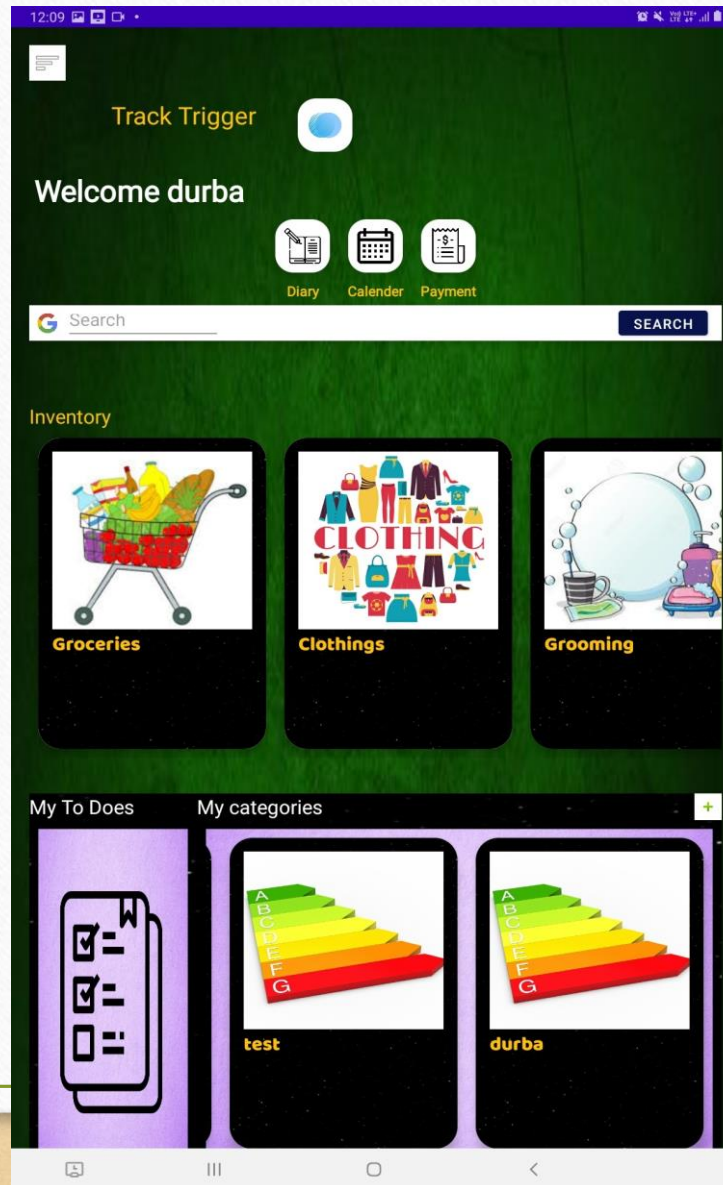 12:09
Track Trigger
Welcome durba
Diary Calender Payment
G Search SEARCH
Inventory
CLOTHING
Groceries Clothings Grooming
My To Does My categories +
A A
B B
C C
D D
E E
F F
G G
test durba